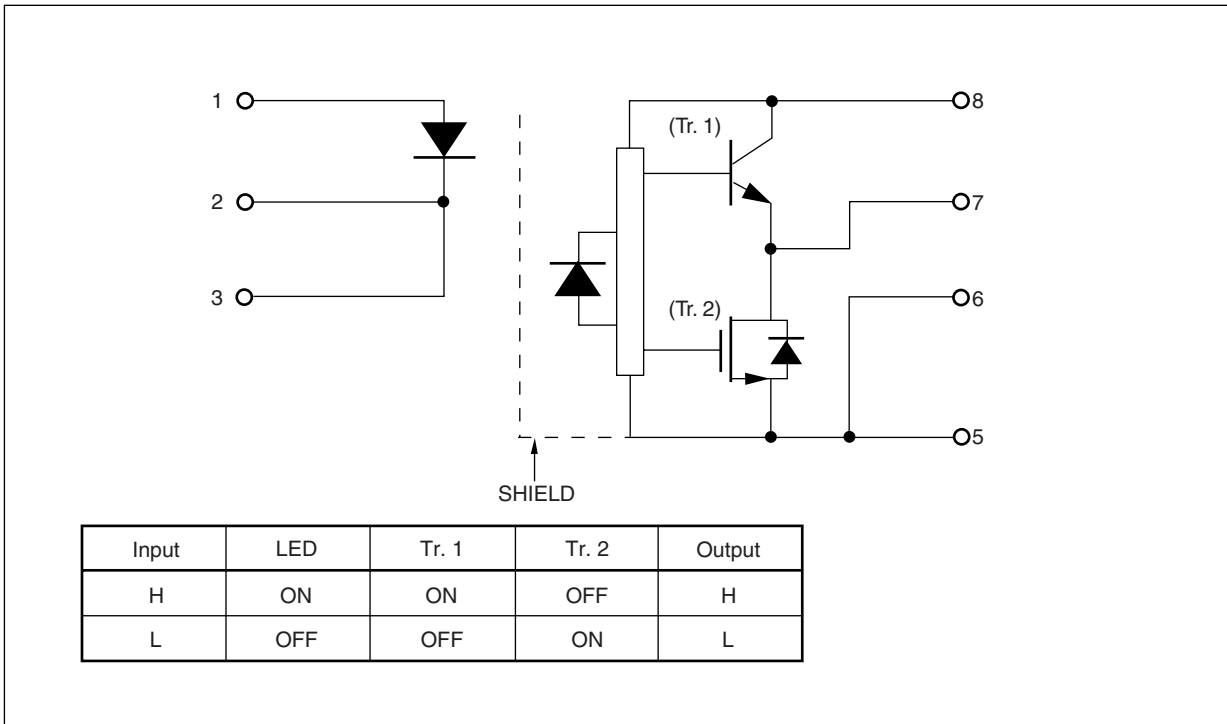 1
8
(Tr. 1)
2
7
3
6
(Tr. 2)
5
SHIELD
Input LED Tr. 1 Tr. 2 Output
H ON ON OFF H
L OFF OFF ON L